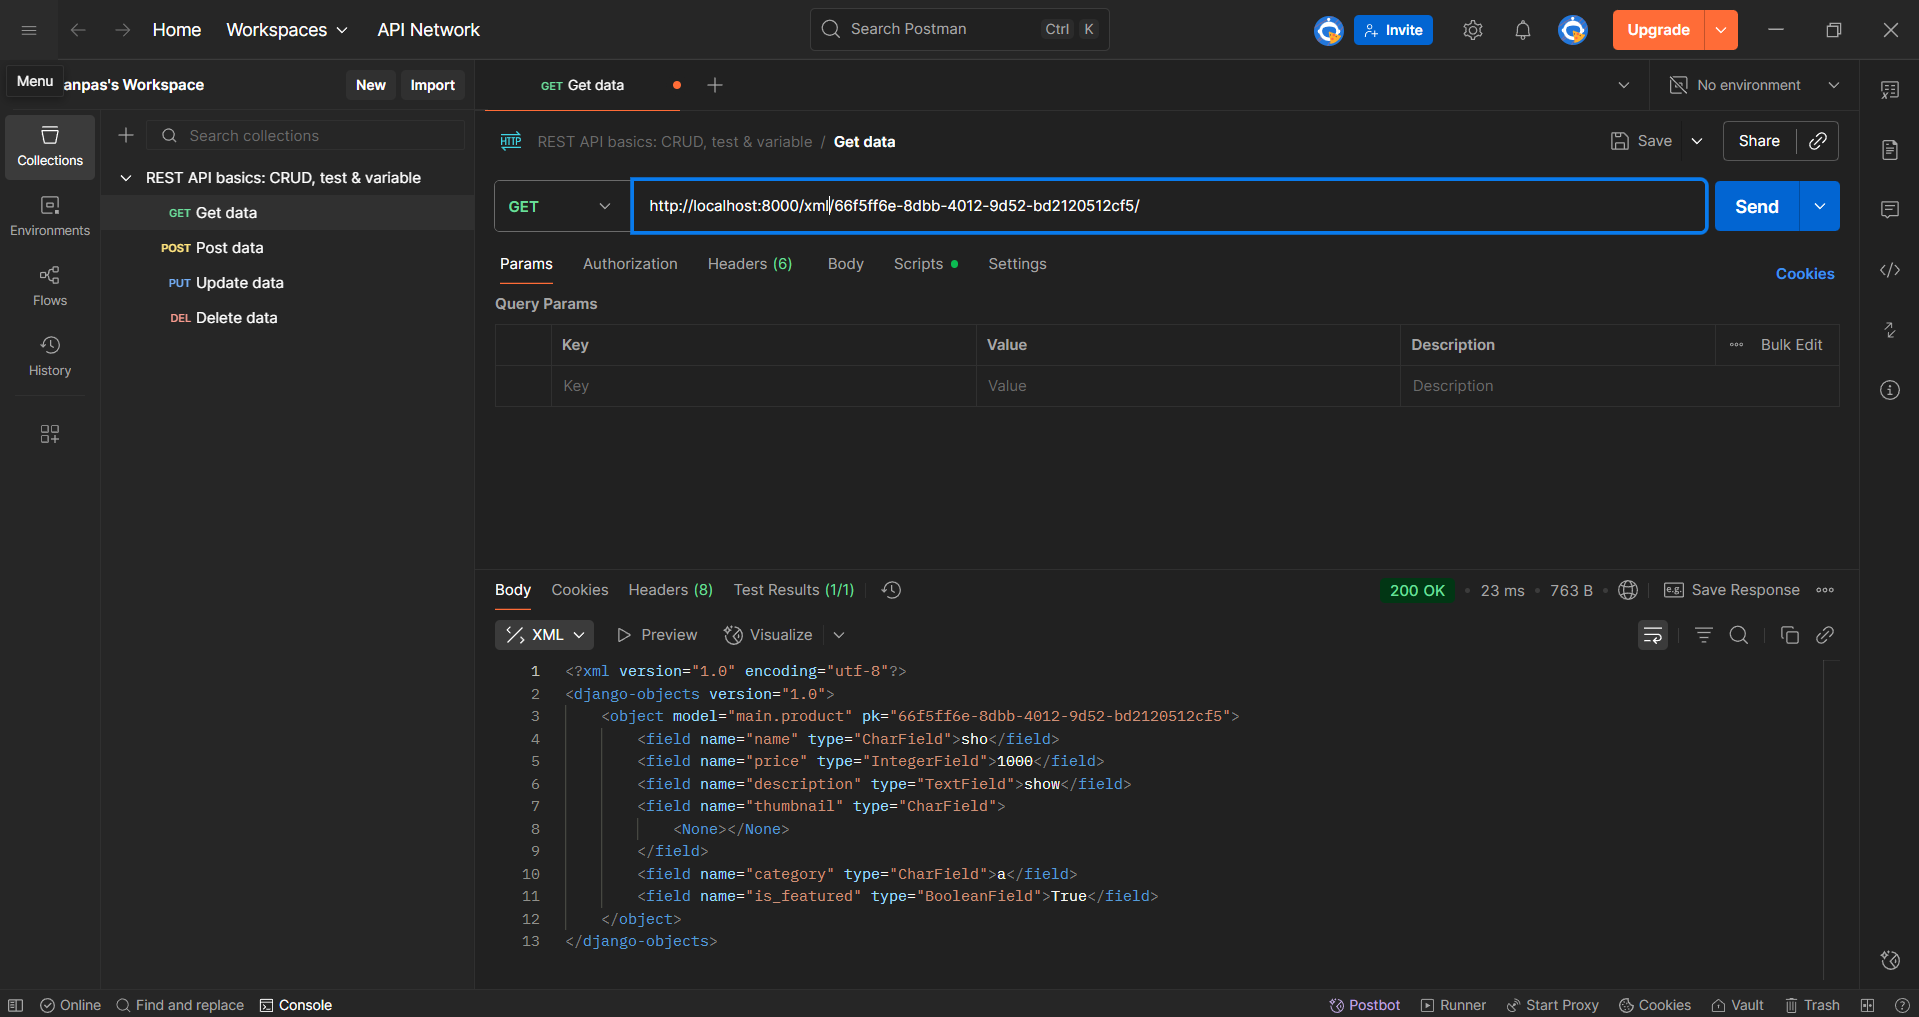 Home Workspaces API Network Search Postman Ctrl K Invite Upgrade
Menu anpas's Workspace New Import GET Get data No environment
Collections
Search collections
REST API basics: CRUD, test & variable
GET Get data
POST Post data
PUT Update data
DEL Delete data
Environments
Flows
History
HTTP REST API basics: CRUD, test & variable / Get data Save Share
GET http://localhost:8000/xml/66f5ff6e-8dbb-4012-9d52-bd2120512cf5/ Send
Params Authorization Headers (6) Body Scripts Settings Cookies
Query Params
Key Value Description Bulk Edit
Key Value Description
Body Cookies Headers (8) Test Results (1/1) 200 OK • 23 ms • 763 B • e.g. Save Response
XML Preview Visualize
1 <?xml version="1.0" encoding="utf-8"?>
2 <django-objects version="1.0">
3 <object model="main.product" pk="66f5ff6e-8dbb-4012-9d52-bd2120512cf5">
4 <field name="name" type="CharField">sho</field>
5 <field name="price" type="IntegerField">1000</field>
6 <field name="description" type="TextField">show</field>
7 <field name="thumbnail" type="CharField">
8 <None></None>
9 </field>
10 <field name="category" type="CharField">a</field>
11 <field name="is_featured" type="BooleanField">True</field>
12 </object>
13 </django-objects>
Online Find and replace Console Postbot Runner Start Proxy Cookies Vault Trash